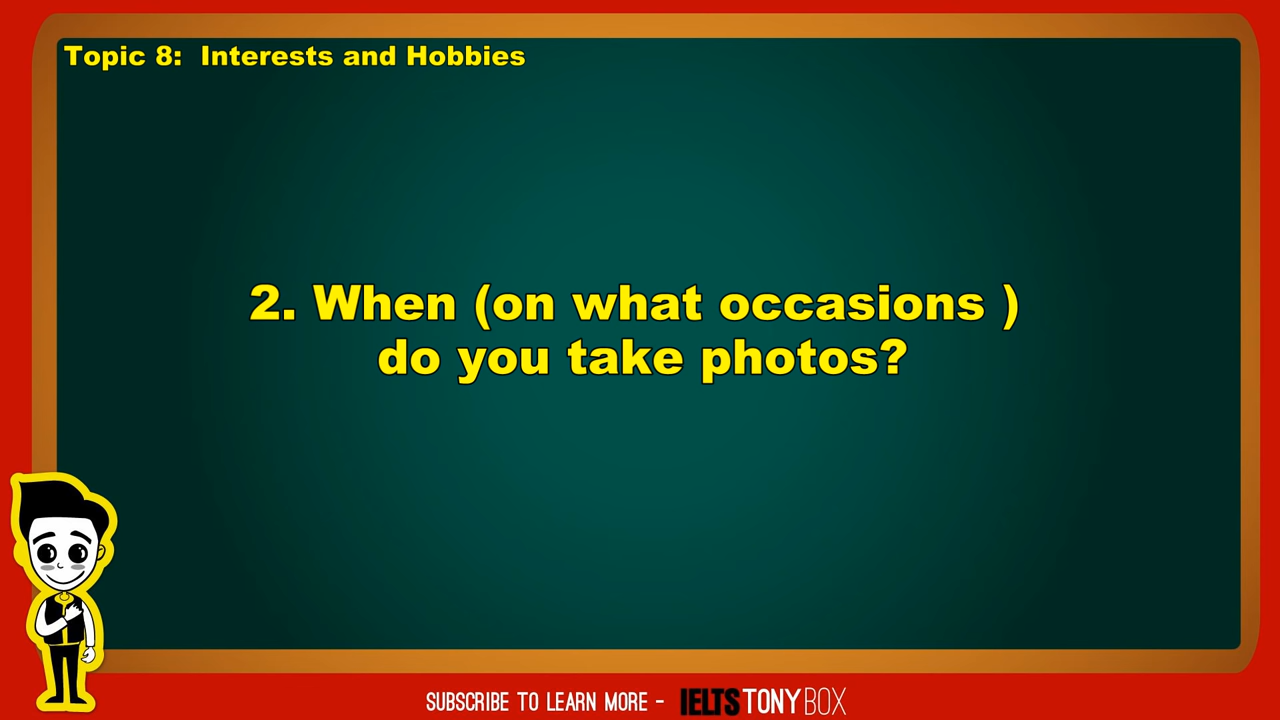 Topic 8: Interests and Hobbies
2. When (on what occasions )
do you take photos?
SUBSCRIBE TO LEARN MORE - IELTS TONY BOX